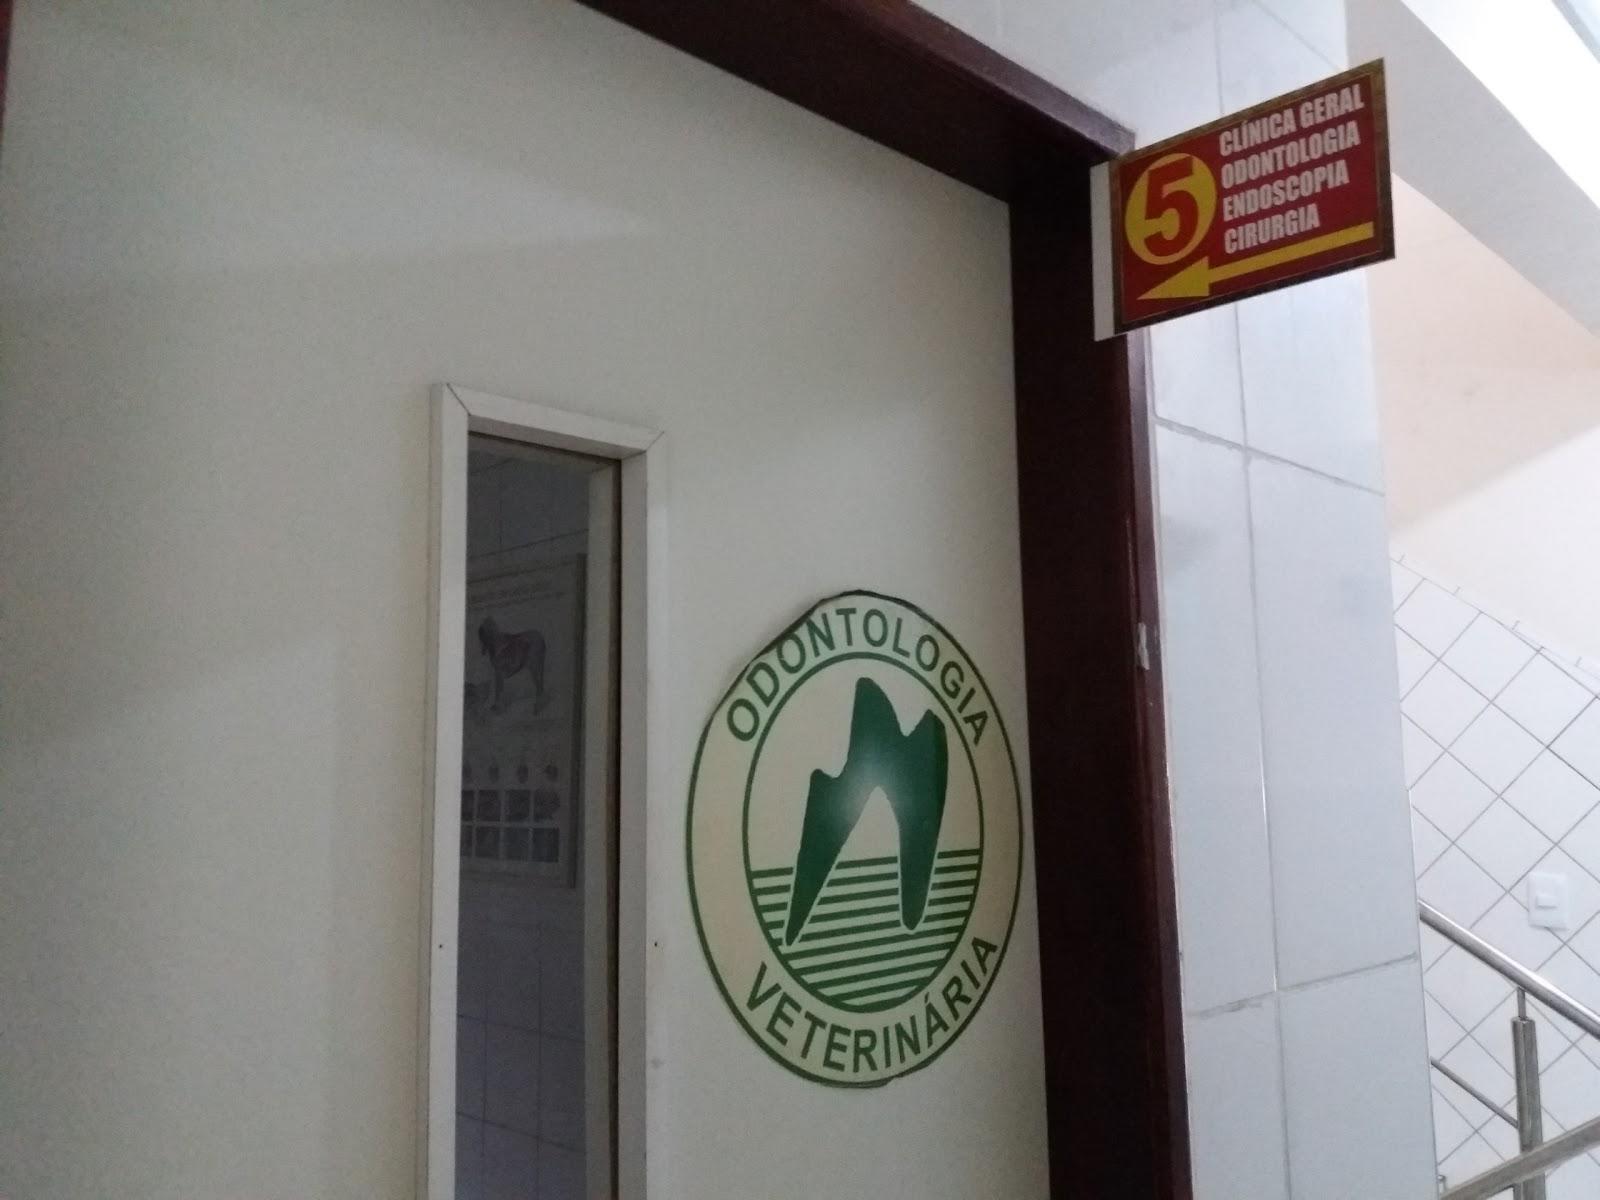 5
CLÍNICA GERAL
ODONTOLOGIA
ENDOSCOPIA
CIRURGIA
ODONTOLOGIA
VETERINÁRIA